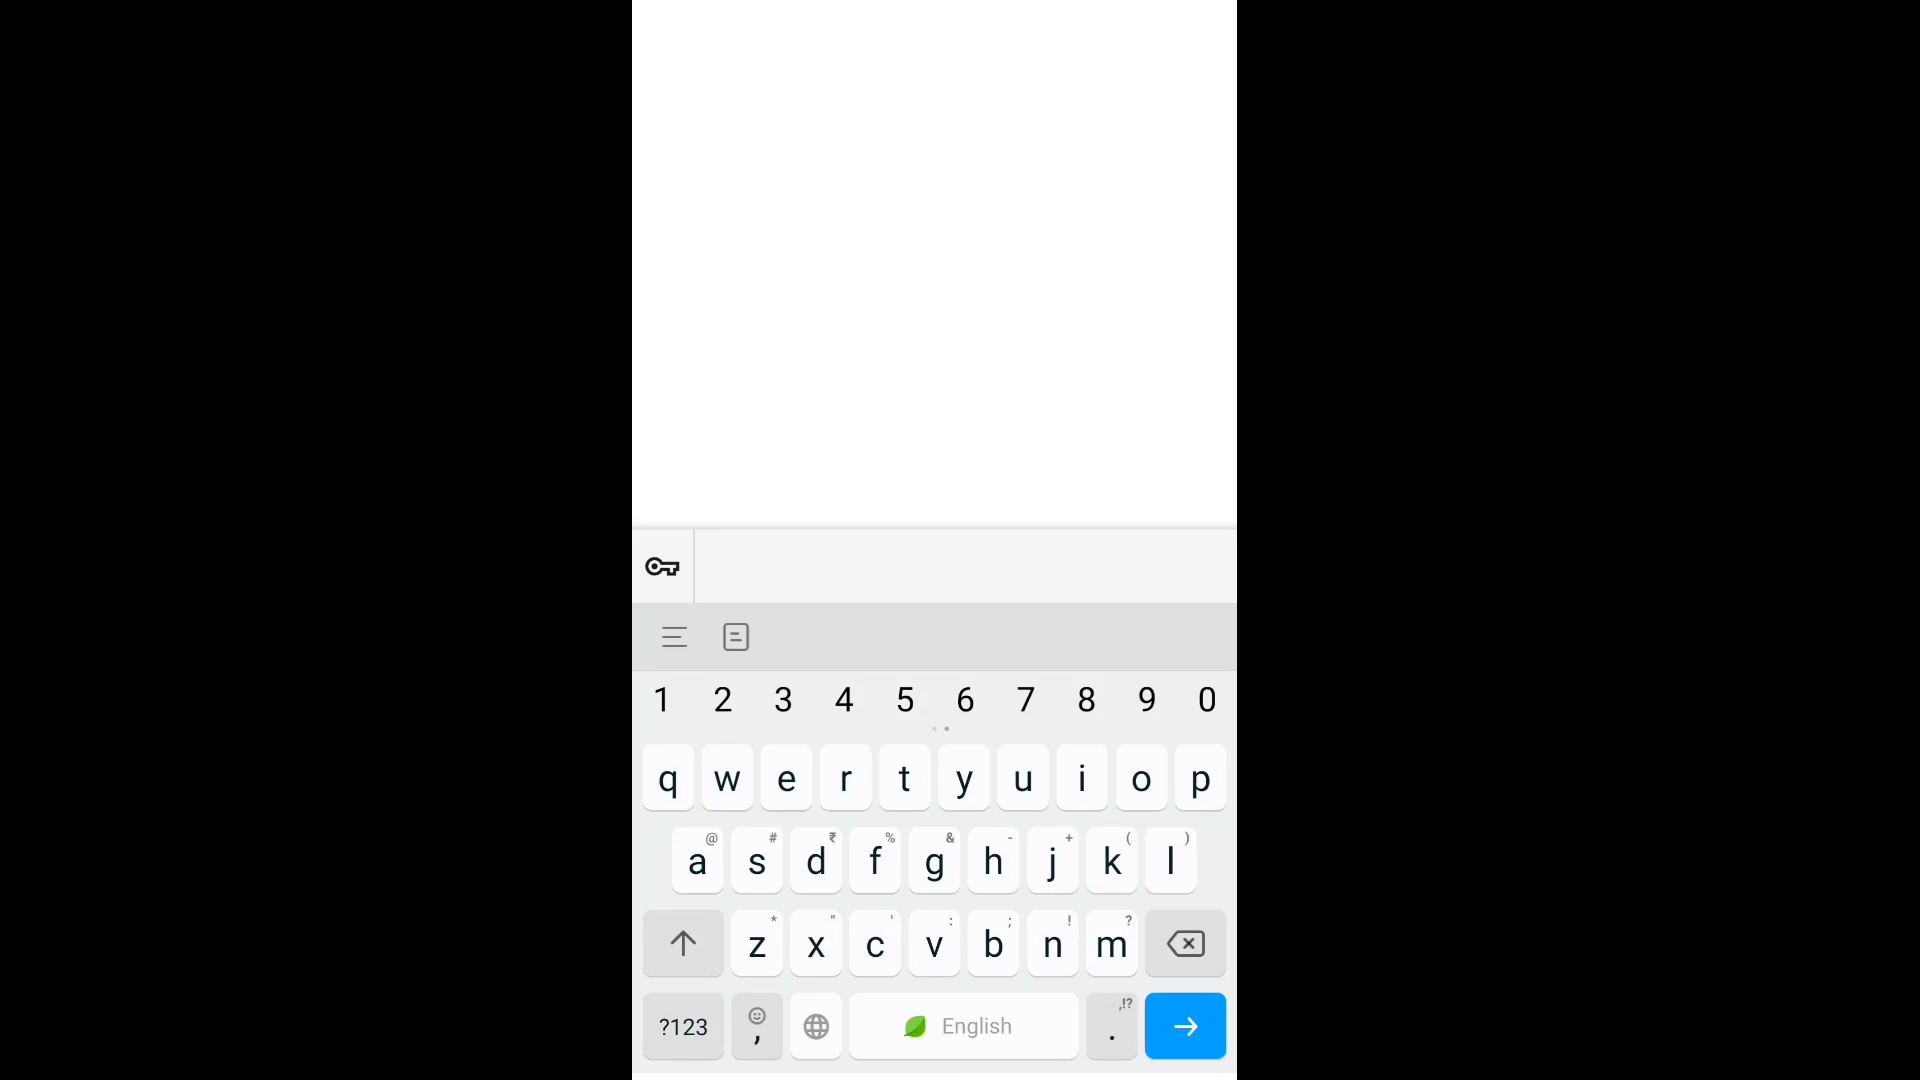 1 2 3 4 5 6 7 8 9 0
q w e r t y u i o p
@ # ₹ % & - + ( )
a s d f g h j k l
* " ' : ; ! ?
z x c v b n m
,!?
?123 , English .